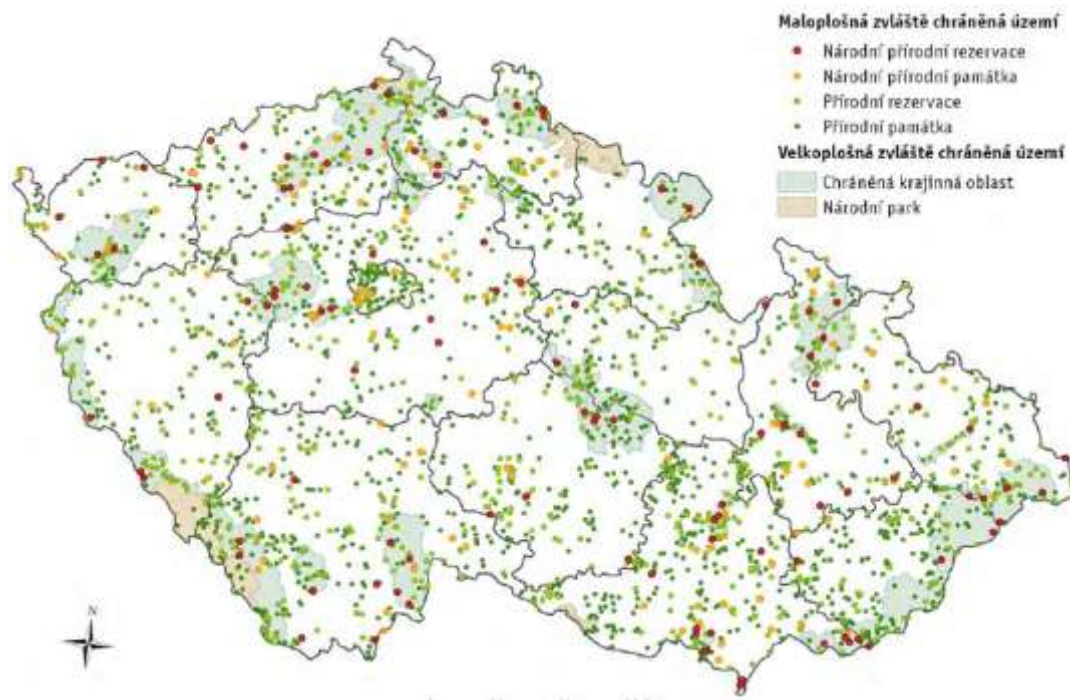 Maloplošná zvláště chráněná území
Národní přírodní rezervace
Národní přírodní památka
Přírodní rezervace
Přírodní památka
Velkoplošná zvláště chráněná území
Chráněná krajinná oblast
Národní park
N